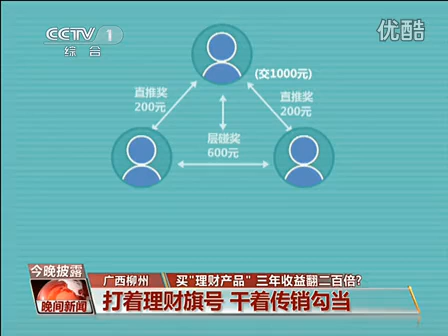 CCTV 1
综合
优酷
(交1000元)
直推奖
200元
直推奖
200元
层碰奖
600元
今晚披露
广西柳州
买"理财产品"三年收益翻二百倍?
晚间新闻
打着理财旗号 干着传销勾当